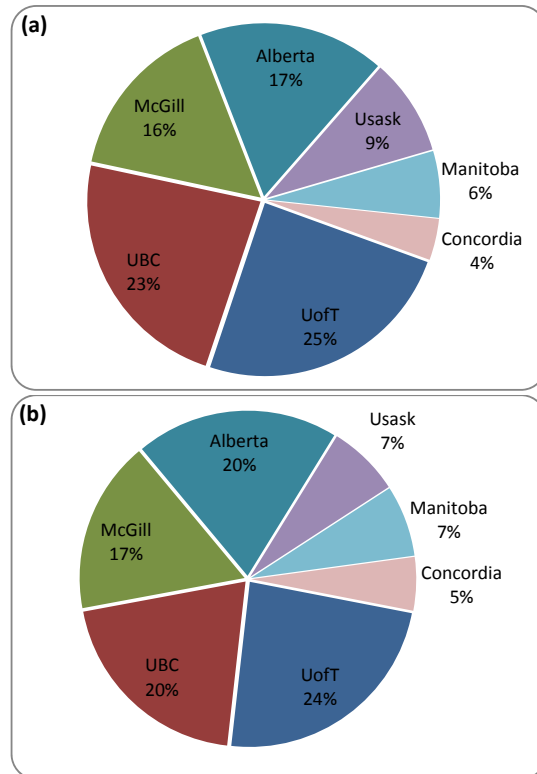 (a)
Alberta
17%
Usask
9%
McGill
16%
Manitoba
6%
Concordia
4%
UBC
23%
UofT
25%
(b)
Usask
7%
Alberta
20%
Manitoba
7%
McGill
17%
Concordia
5%
UBC
20%
UofT
24%